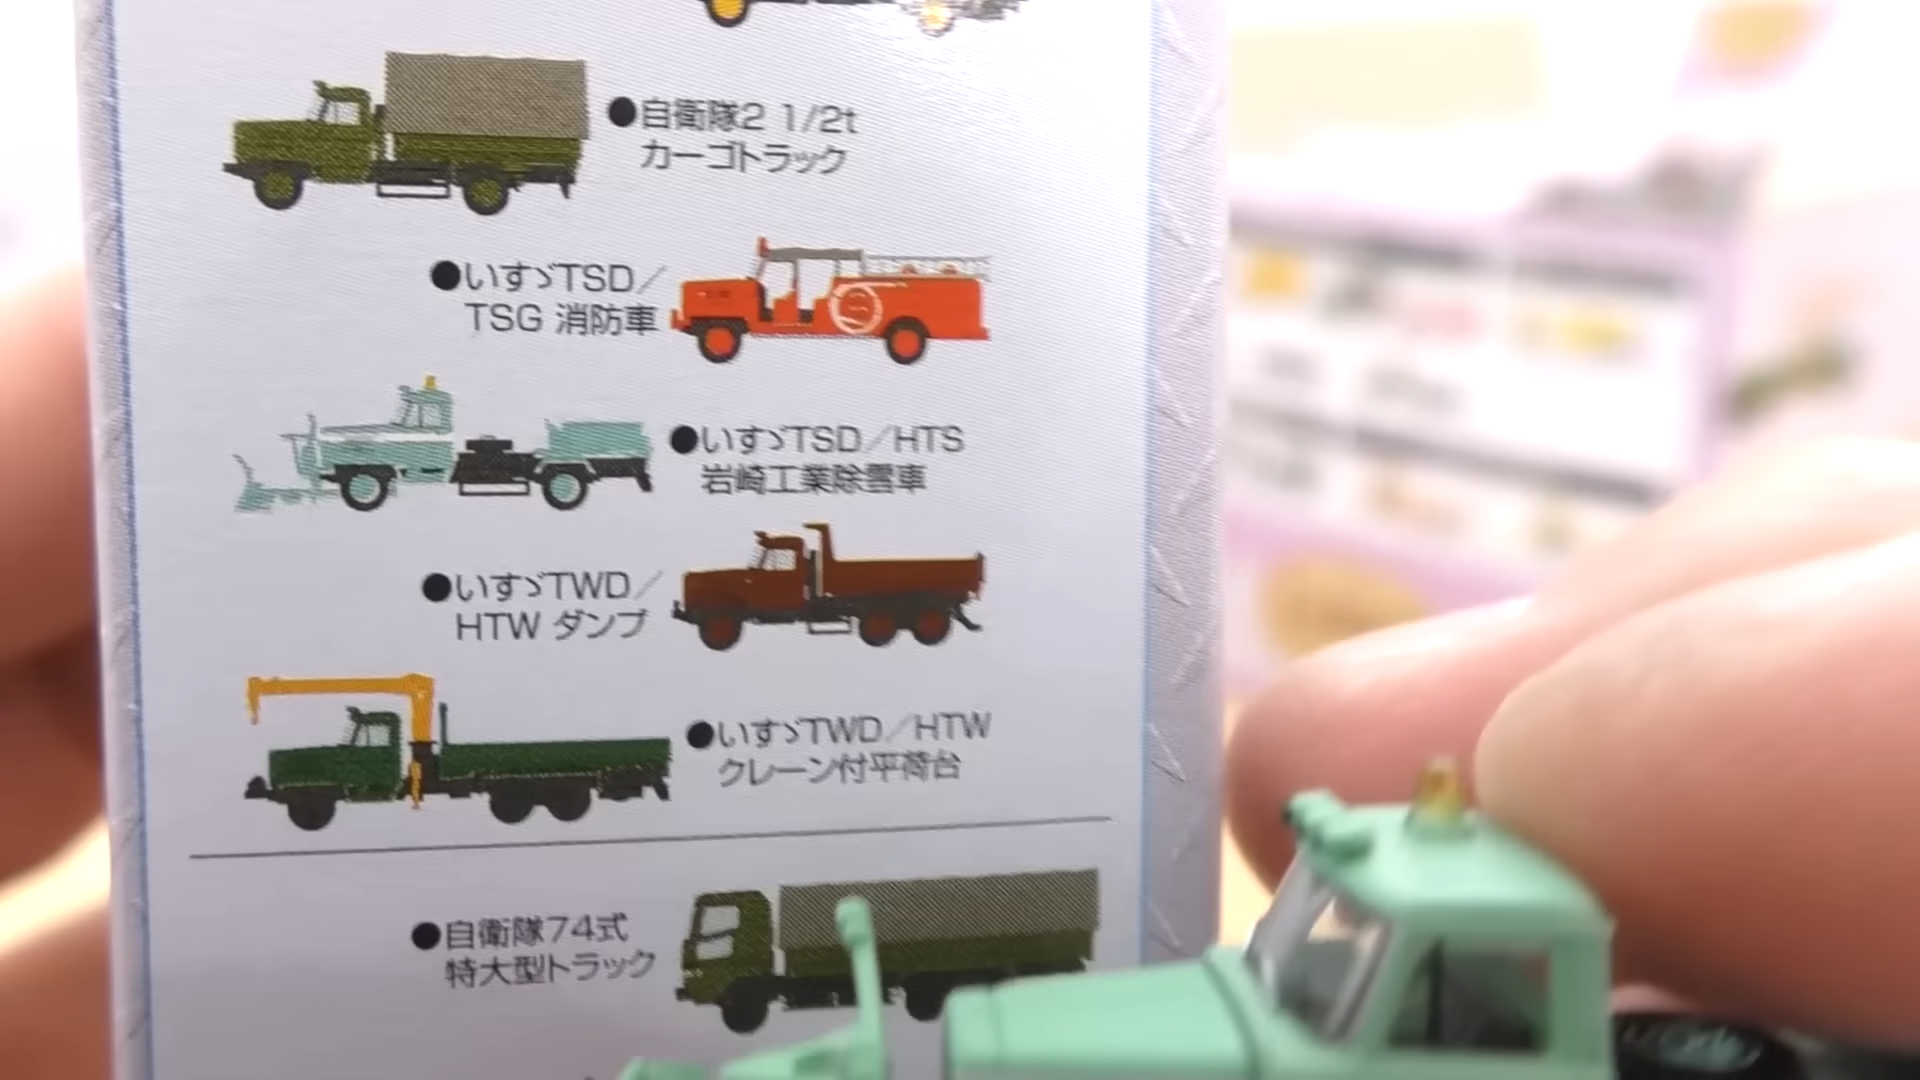 ●自衛隊2 1/2t
カーゴトラック
●いすゞTSD／
TSG 消防車
●いすゞTSD／HTS
岩崎工業除雪車
●いすゞTWD／
HTW ダンプ
●いすゞTWD／HTW
クレーン付平荷台
●自衛隊74式
特大型トラック